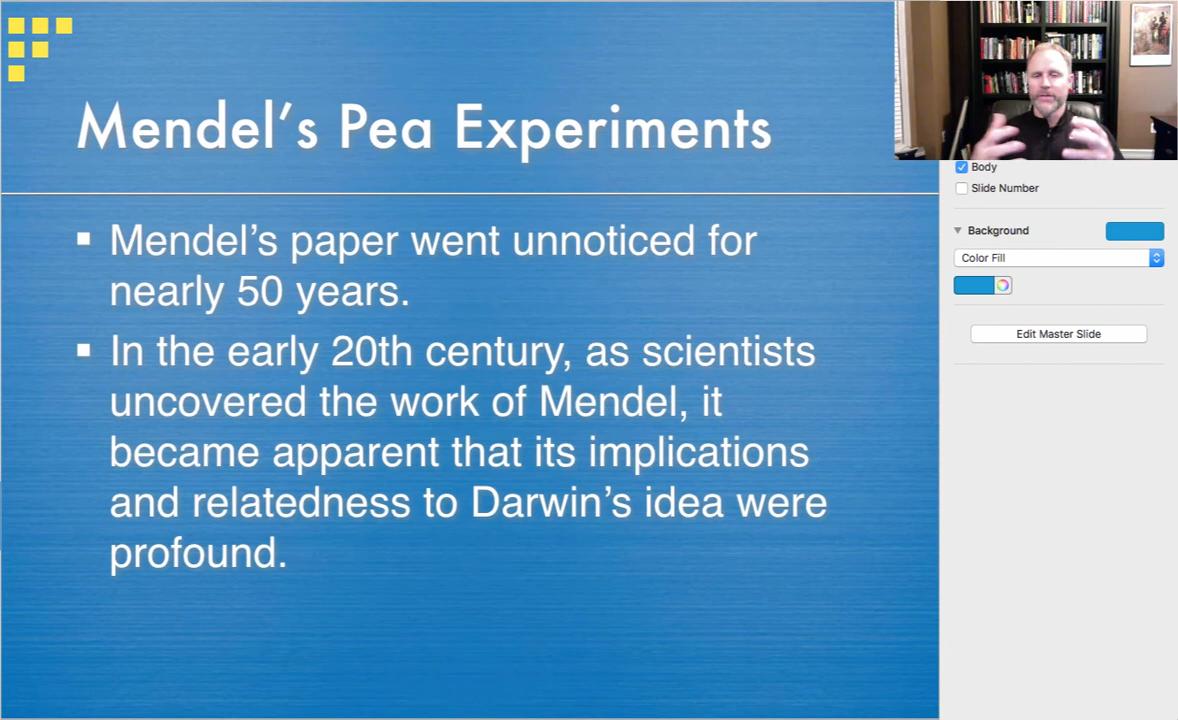 Mendel’s Pea Experiments
▪ Mendel’s paper went unnoticed for
nearly 50 years.
▪ In the early 20th century, as scientists
uncovered the work of Mendel, it
became apparent that its implications
and relatedness to Darwin’s idea were
profound.
Body
Slide Number
Background
Color Fill
Edit Master Slide